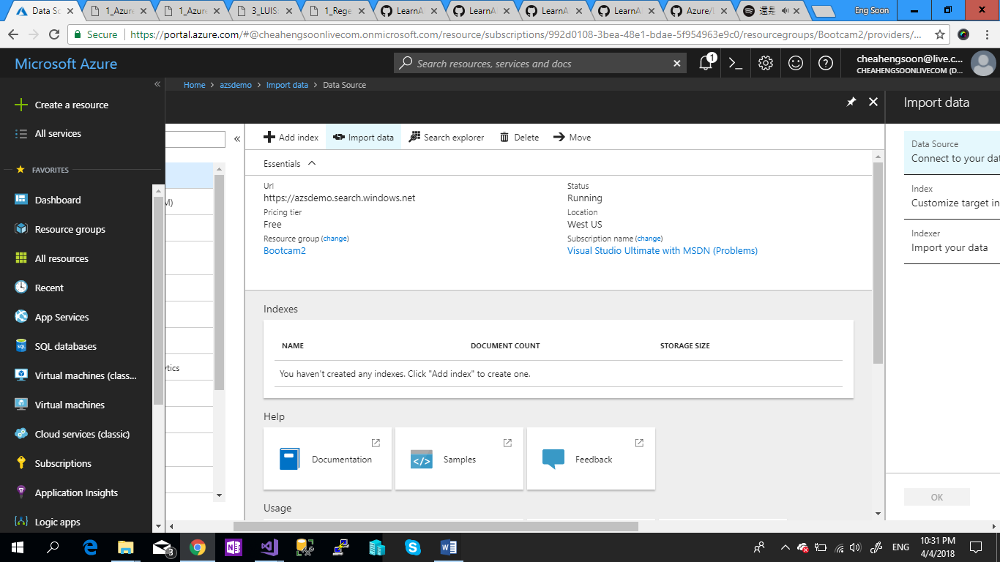 Data Sc
1_Azure
1_Azure
3_LUIS
1_Rege
LearnA
LearnA
LearnA
LearnA
Azure/l
還是
Eng Soon
Secure
https://portal.azure.com/#@cheahengsoonlivecom.onmicrosoft.com/resource/subscriptions/992d0108-3bea-48e1-bdae-5f954963e9c0/resourcegroups/Bootcam2/providers/...
Microsoft Azure
Search resources, services and docs
1
cheahengsoon@live.c...
CHEAHENGSOONLIVECOM (D...
Home
azsdemo
Import data
Data Source
Create a resource
All services
FAVORITES
Dashboard
Resource groups
All resources
Recent
App Services
SQL databases
Virtual machines (class...
Virtual machines
Cloud services (classic)
Subscriptions
Application Insights
Logic apps
M)
ytics
Add index
Import data
Search explorer
Delete
Move
Essentials
Url
https://azsdemo.search.windows.net
Pricing tier
Free
Resource group (change)
Bootcam2
Status
Running
Location
West US
Subscription name (change)
Visual Studio Ultimate with MSDN (Problems)
Indexes
NAME DOCUMENT COUNT STORAGE SIZE
You haven't created any indexes. Click "Add index" to create one.
Help
Documentation
Samples
Feedback
Usage
Import data
Data Source
Connect to your dat
Index
Customize target in
Indexer
Import your data
OK
3
ENG
10:31 PM
4/4/2018